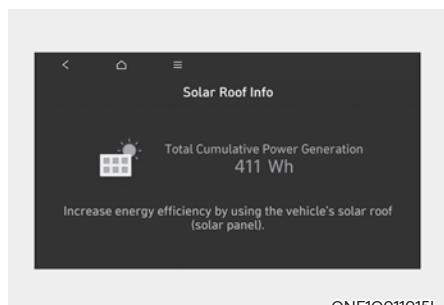 Solar Roof Info
Total Cumulative Power Generation
411 Wh
Increase energy efficiency by using the vehicle's solar roof
(solar panel).